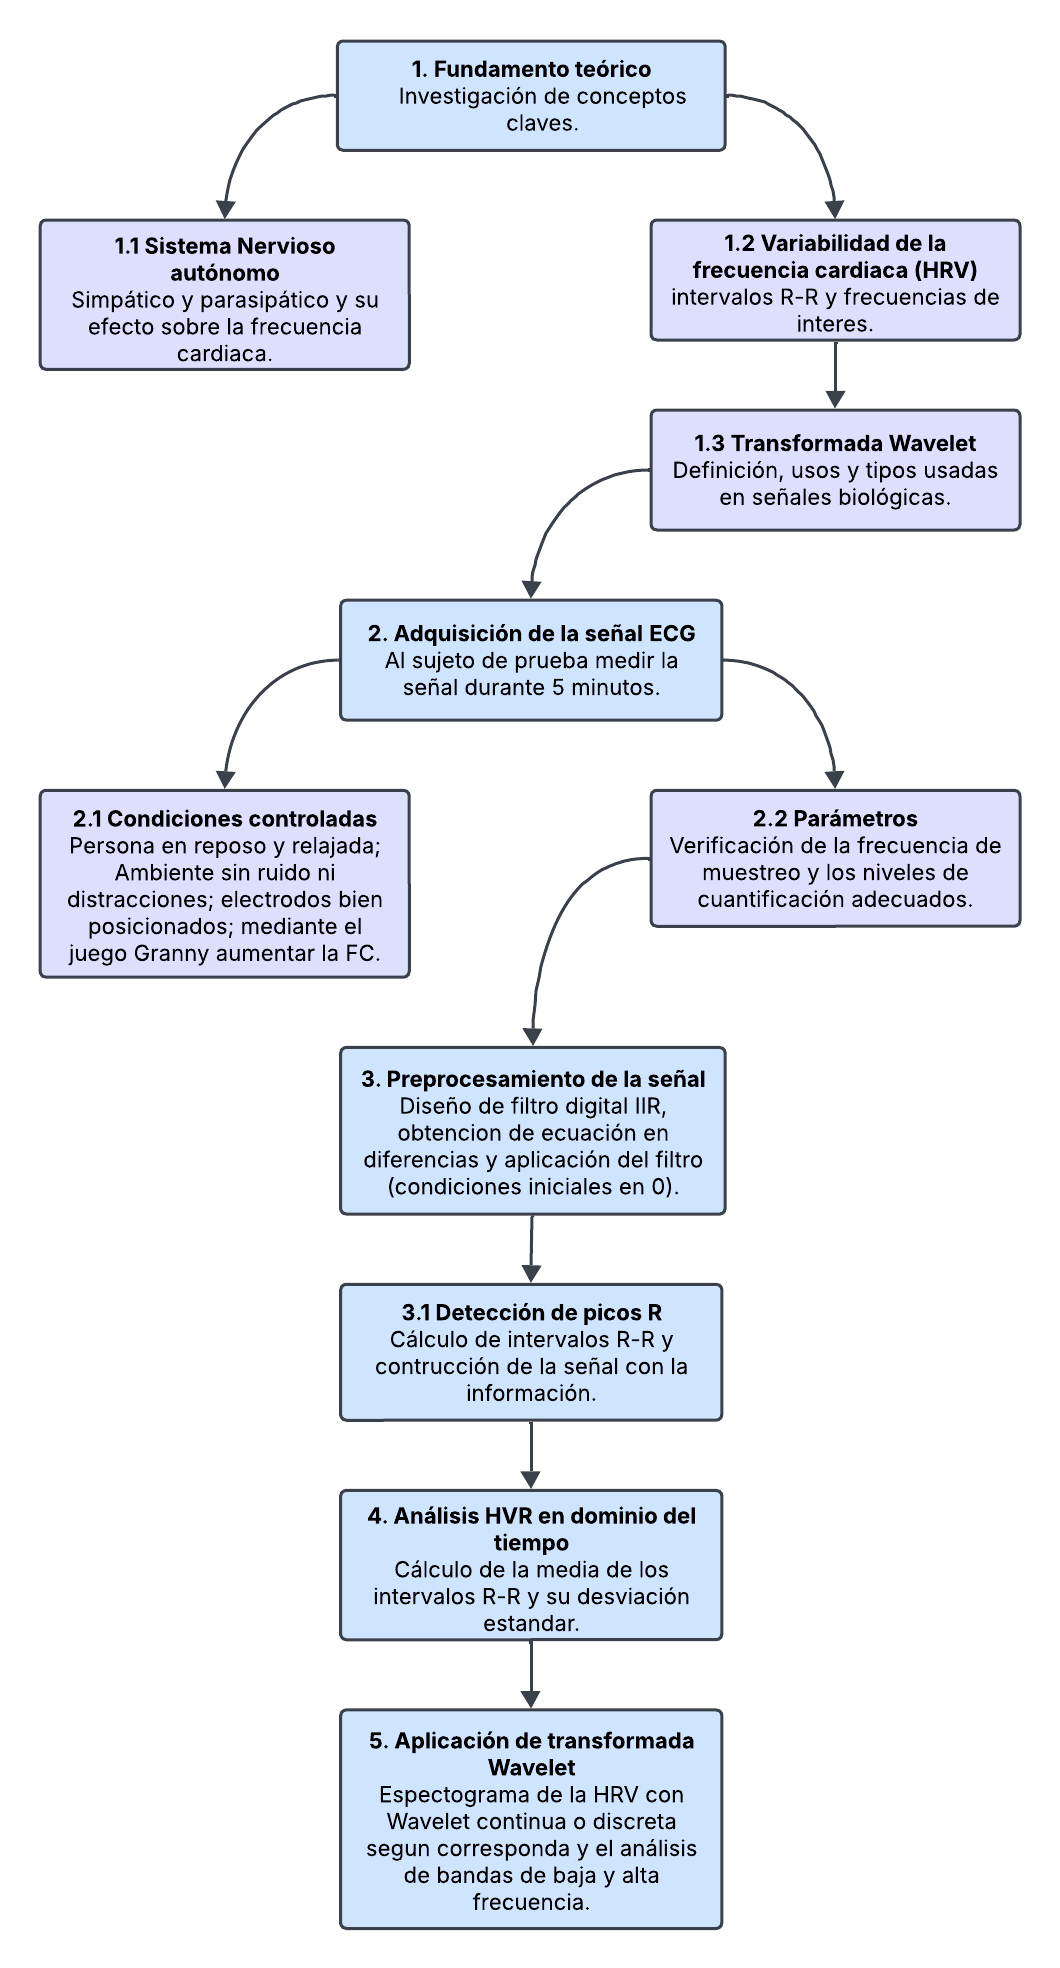 1. Fundamento teórico
Investigación de conceptos
claves.
1.1 Sistema Nervioso
autónomo
Simpático y parasipático y su
efecto sobre la frecuencia
cardiaca.
1.2 Variabilidad de la
frecuencia cardiaca (HRV)
intervalos R-R y frecuencias de
interes.
1.3 Transformada Wavelet
Definición, usos y tipos usadas
en señales biológicas.
2. Adquisición de la señal ECG
Al sujeto de prueba medir la
señal durante 5 minutos.
2.1 Condiciones controladas
Persona en reposo y relajada;
Ambiente sin ruido ni
distracciones; electrodos bien
posicionados; mediante el
juego Granny aumentar la FC.
2.2 Parámetros
Verificación de la frecuencia de
muestreo y los niveles de
cuantificación adecuados.
3. Preprocesamiento de la señal
Diseño de filtro digital IIR,
obtencion de ecuación en
diferencias y aplicación del filtro
(condiciones iniciales en 0).
3.1 Detección de picos R
Cálculo de intervalos R-R y
contrucción de la señal con la
información.
4. Análisis HVR en dominio del
tiempo
Cálculo de la media de los
intervalos R-R y su desviación
estandar.
5. Aplicación de transformada
Wavelet
Espectograma de la HRV con
Wavelet continua o discreta
segun corresponda y el análisis
de bandas de baja y alta
frecuencia.